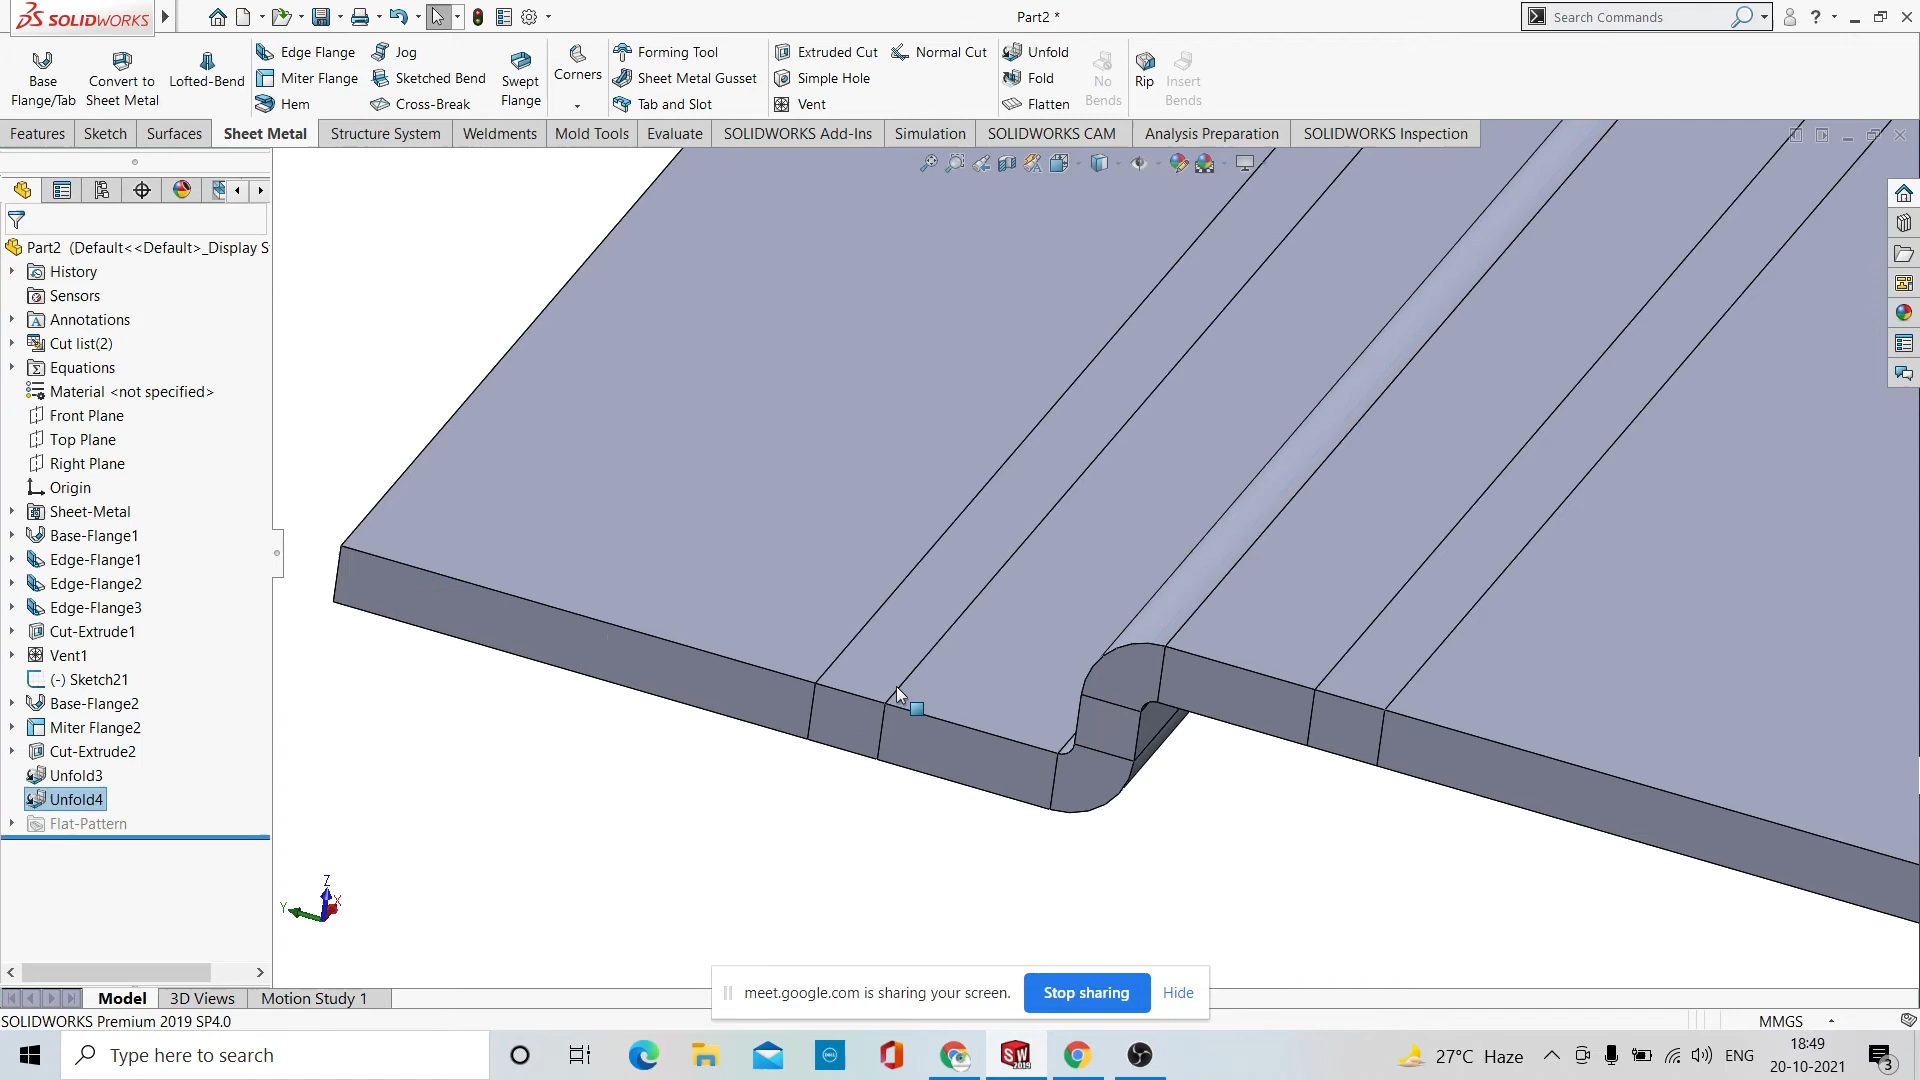 SOLIDWORKS
Part2 *
Search Commands
Base Flange/Tab
Convert to Sheet Metal
Lofted-Bend
Edge Flange
Miter Flange
Hem
Jog
Sketched Bend
Cross-Break
Swept Flange
Corners
Forming Tool
Sheet Metal Gusset
Tab and Slot
Extruded Cut
Simple Hole
Vent
Normal Cut
Unfold
Fold
Flatten
No Bends
Rip
Insert Bends
Features Sketch Surfaces Sheet Metal Structure System Weldments Mold Tools Evaluate SOLIDWORKS Add-Ins Simulation SOLIDWORKS CAM Analysis Preparation SOLIDWORKS Inspection
Part2 (Default<<Default>_Display S
History
Sensors
Annotations
Cut list(2)
Equations
Material <not specified>
Front Plane
Top Plane
Right Plane
Origin
Sheet-Metal
Base-Flange1
Edge-Flange1
Edge-Flange2
Edge-Flange3
Cut-Extrude1
Vent1
(-) Sketch21
Base-Flange2
Miter Flange2
Cut-Extrude2
Unfold3
Unfold4
Flat-Pattern
Z
Y
X
meet.google.com is sharing your screen. Stop sharing Hide
Model 3D Views Motion Study 1
SOLIDWORKS Premium 2019 SP4.0
MMGS
Type here to search
27°C Haze
ENG
18:49
20-10-2021
3